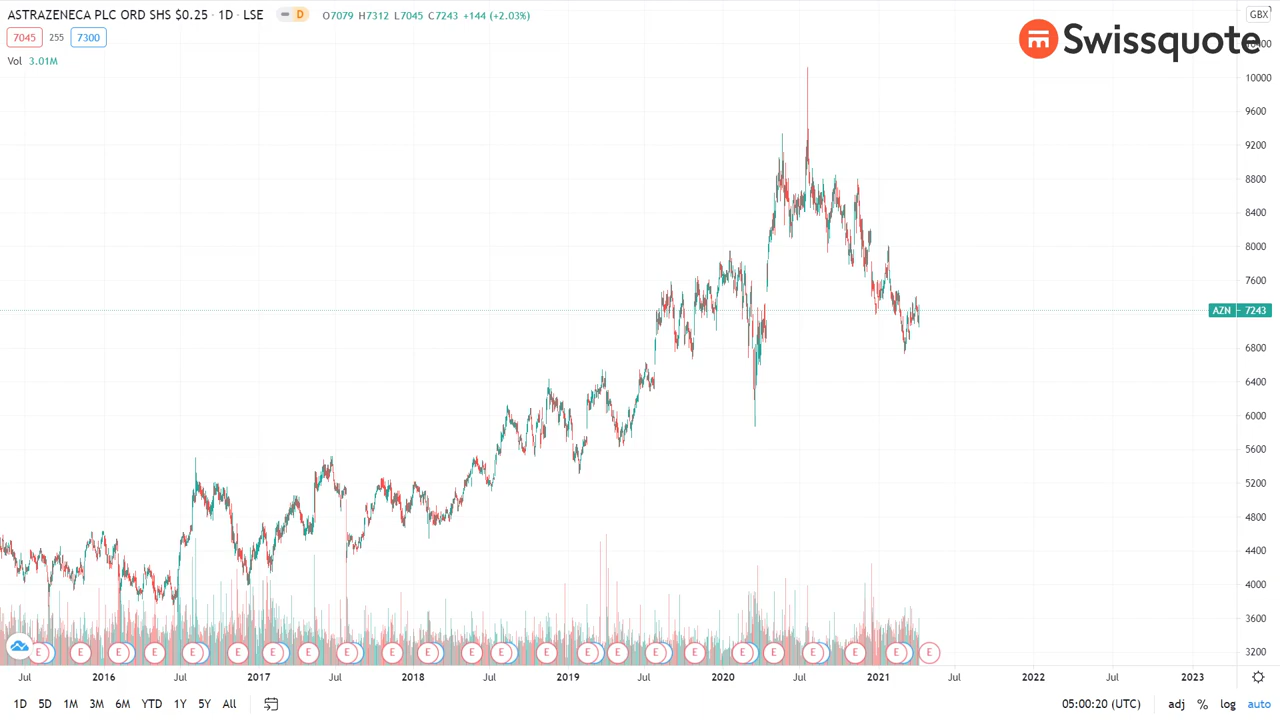 ASTRAZENECA PLC ORD SHS $0.25 · 1D · LSE D O7079 H7312 L7045 C7243 +144 (+2.03%)
GBX
7045 255 7300
Swissquote
Vol 3.01M
10000
9600
9200
8800
8400
8000
7600
AZN 7243
6800
6400
6000
5600
5200
4800
4400
4000
3600
3200
E E E E E E E E E E E E E E E E E E E E E E E E
Jul 2016 Jul 2017 Jul 2018 Jul 2019 Jul 2020 Jul 2021 Jul 2022 Jul 2023
1D 5D 1M 3M 6M YTD 1Y 5Y All 05:00:20 (UTC) adj % log auto